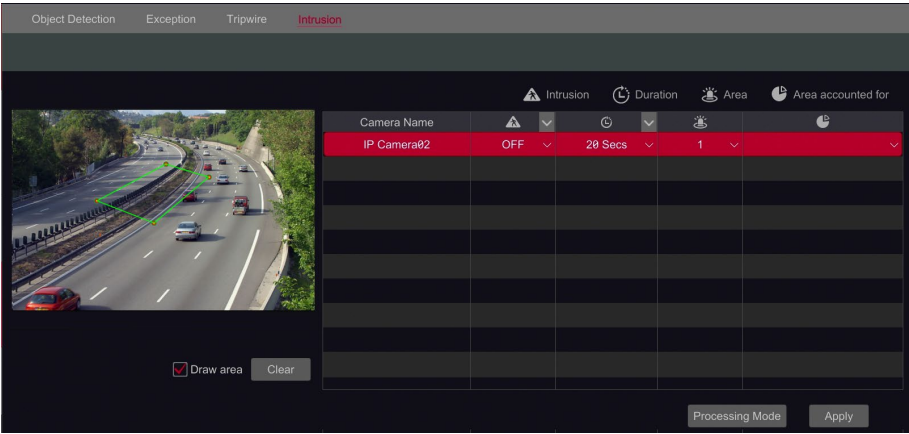 Object Detection Exception Tripwire Intrusion
Intrusion Duration Area Area accounted for
Camera Name
IP Camera02 OFF 20 Secs 1
Draw area Clear
Processing Mode Apply